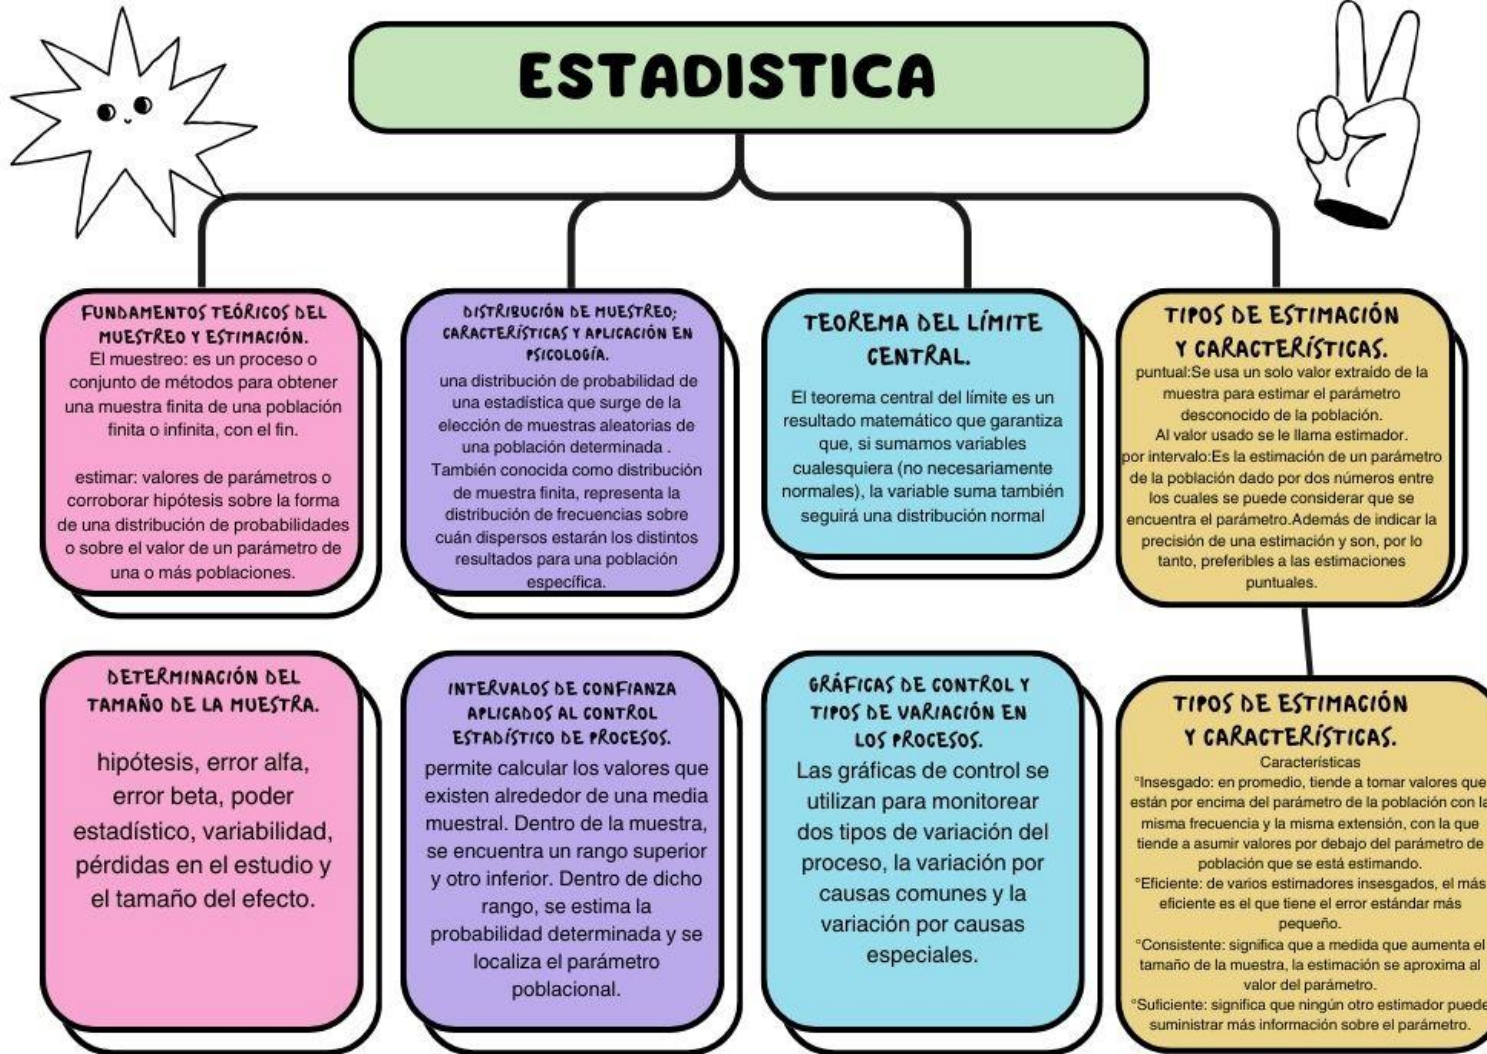 ESTADISTICA
FUNDAMENTOS TEÓRICOS DEL
MUESTREO Y ESTIMACIÓN.
El muestreo: es un proceso o
conjunto de métodos para obtener
una muestra finita de una población
finita o infinita, con el fin.
estimar: valores de parámetros o
corroborar hipótesis sobre la forma
de una distribución de probabilidades
o sobre el valor de un parámetro de
una o más poblaciones.
DISTRIBUCIÓN DE MUESTREO;
CARACTERÍSTICAS Y APLICACIÓN EN
PSICOLOGÍA.
una distribución de probabilidad de
una estadística que surge de la
elección de muestras aleatorias de
una población determinada .
También conocida como distribución
de muestra finita, representa la
distribución de frecuencias sobre
cuán dispersos estarán los distintos
resultados para una población
específica.
TEOREMA DEL LÍMITE
CENTRAL.
El teorema central del límite es un
resultado matemático que garantiza
que, si sumamos variables
cualesquiera (no necesariamente
normales), la variable suma también
seguirá una distribución normal
TIPOS DE ESTIMACIÓN
Y CARACTERÍSTICAS.
puntual:Se usa un solo valor extraído de la
muestra para estimar el parámetro
desconocido de la población.
Al valor usado se le llama estimador.
por intervalo:Es la estimación de un parámetro
de la población dado por dos números entre
los cuales se puede considerar que se
encuentra el parámetro.Además de indicar la
precisión de una estimación y son, por lo
tanto, preferibles a las estimaciones
puntuales.
DETERMINACIÓN DEL
TAMAÑO DE LA MUESTRA.
hipótesis, error alfa,
error beta, poder
estadístico, variabilidad,
pérdidas en el estudio y
el tamaño del efecto.
INTERVALOS DE CONFIANZA
APLICADOS AL CONTROL
ESTADÍSTICO DE PROCESOS.
permite calcular los valores que
existen alrededor de una media
muestral. Dentro de la muestra,
se encuentra un rango superior
y otro inferior. Dentro de dicho
rango, se estima la
probabilidad determinada y se
localiza el parámetro
poblacional.
GRÁFICAS DE CONTROL Y
TIPOS DE VARIACIÓN EN
LOS PROCESOS.
Las gráficas de control se
utilizan para monitorear
dos tipos de variación del
proceso, la variación por
causas comunes y la
variación por causas
especiales.
TIPOS DE ESTIMACIÓN
Y CARACTERÍSTICAS.
Características
°Insesgado: en promedio, tiende a tomar valores que
están por encima del parámetro de la población con la
misma frecuencia y la misma extensión, con la que
tiende a asumir valores por debajo del parámetro de
población que se está estimando.
°Eficiente: de varios estimadores insesgados, el más
eficiente es el que tiene el error estándar más
pequeño.
°Consistente: significa que a medida que aumenta el
tamaño de la muestra, la estimación se aproxima al
valor del parámetro.
°Suficiente: significa que ningún otro estimador puede
suministrar más información sobre el parámetro.